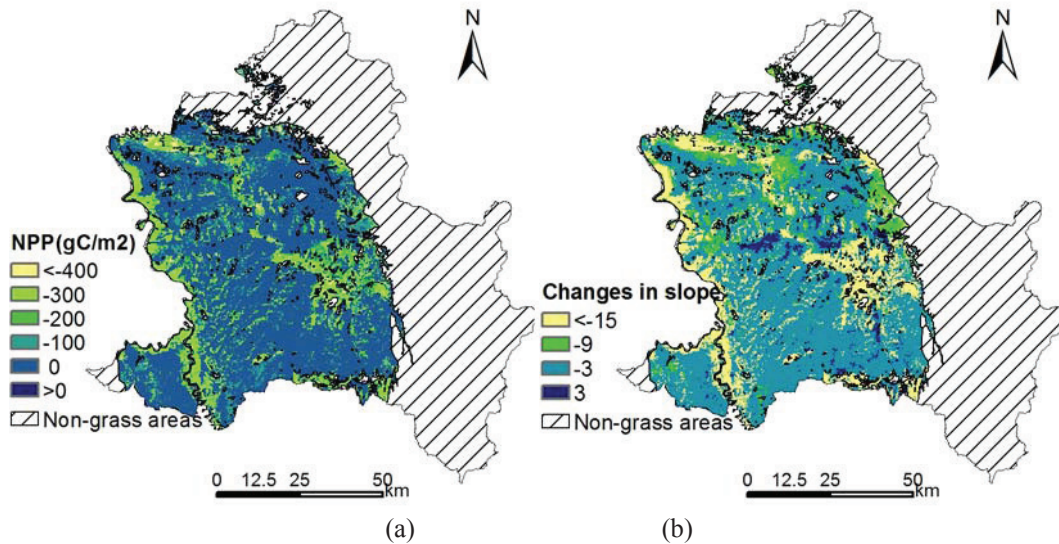 N
NPP(gC/m2)
<-400
-300
-200
-100
0
>0
Non-grass areas
0 12.5 25 50
km
(a)
N
Changes in slope
<-15
-9
-3
3
Non-grass areas
0 12.5 25 50
km
(b)